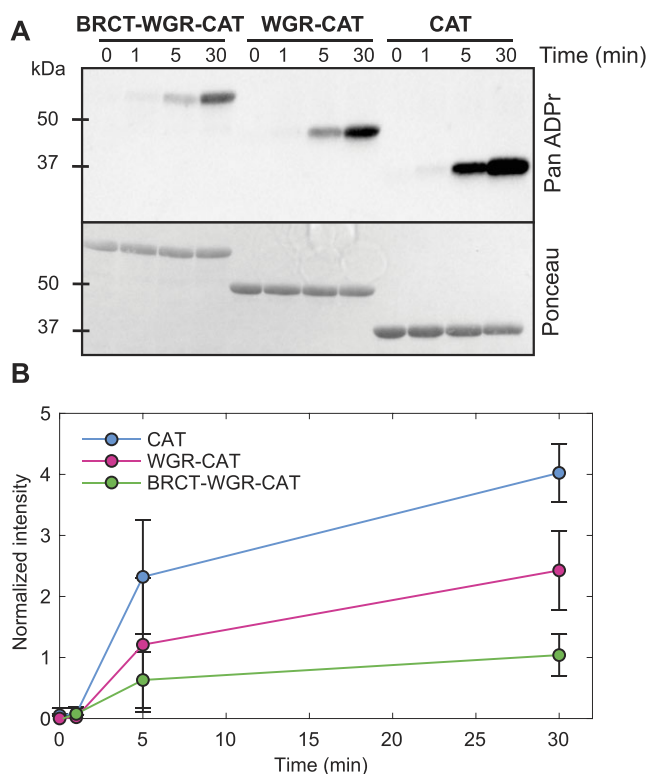 A
BRCT-WGR-CAT WGR-CAT CAT
0 1 5 30 0 1 5 30 0 1 5 30 Time (min)
kDa
50
37
Pan ADPr
50
37
Ponceau
B
5
4
3
2
1
0
Normalized intensity
CAT
WGR-CAT
BRCT-WGR-CAT
0 5 10 15 20 25 30
Time (min)